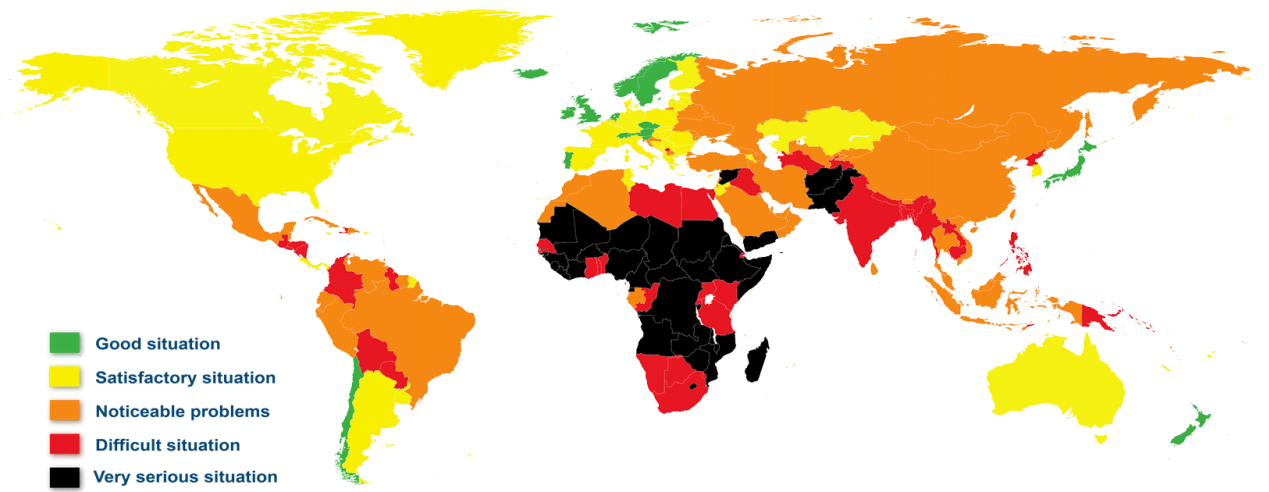 Good situation
Satisfactory situation
Noticeable problems
Difficult situation
Very serious situation